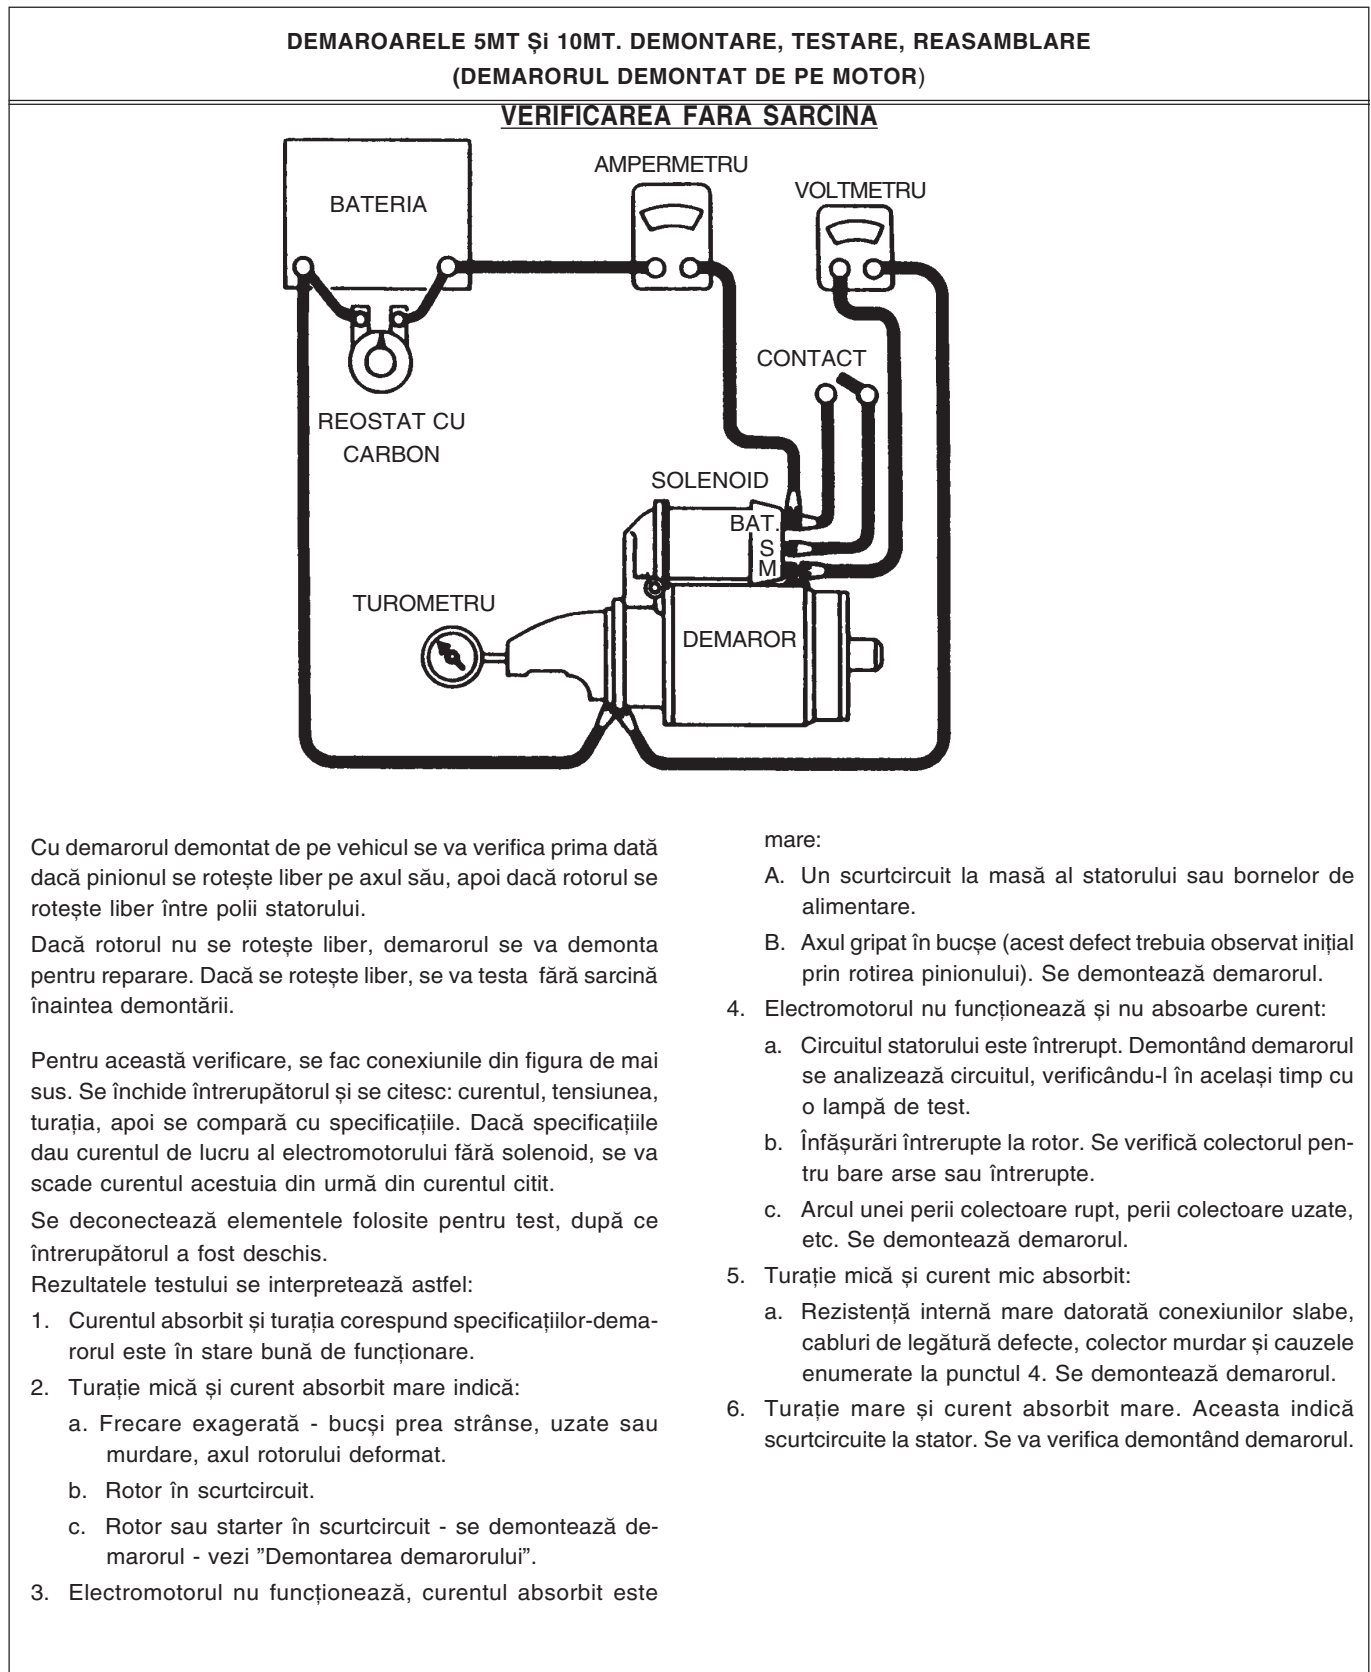 DEMAROARELE 5MT Și 10MT. DEMONTARE, TESTARE, REASAMBLARE
(DEMARORUL DEMONTAT DE PE MOTOR)
VERIFICAREA FARA SARCINA
BATERIA
AMPERMETRU
VOLTMETRU
CONTACT
REOSTAT CU
CARBON
SOLENOID
BAT.
S
M
TUROMETRU
DEMAROR
Cu demarorul demontat de pe vehicul se va verifica prima dată
dacă pinionul se rotește liber pe axul său, apoi dacă rotorul se
rotește liber între polii statorului.
Dacă rotorul nu se rotește liber, demarorul se va demonta
pentru reparare. Dacă se rotește liber, se va testa fără sarcină
înaintea demontării.
Pentru această verificare, se fac conexiunile din figura de mai
sus. Se închide întrerupătorul și se citesc: curentul, tensiunea,
turația, apoi se compară cu specificațiile. Dacă specificațiile
dau curentul de lucru al electromotorului fără solenoid, se va
scade curentul acestuia din urmă din curentul citit.
Se deconectează elementele folosite pentru test, după ce
întrerupătorul a fost deschis.
Rezultatele testului se interpretează astfel:
1. Curentul absorbit și turația corespund specificațiilor-dema-
rorul este în stare bună de funcționare.
2. Turație mică și curent absorbit mare indică:
a. Frecare exagerată - bucși prea strânse, uzate sau
murdare, axul rotorului deformat.
b. Rotor în scurtcircuit.
c. Rotor sau starter în scurtcircuit - se demontează de-
marorul - vezi ”Demontarea demarorului”.
3. Electromotorul nu funcționează, curentul absorbit este
mare:
A. Un scurtcircuit la masă al statorului sau bornelor de
alimentare.
B. Axul gripat în bucșe (acest defect trebuia observat inițial
prin rotirea pinionului). Se demontează demarorul.
4. Electromotorul nu funcționează și nu absoarbe curent:
a. Circuitul statorului este întrerupt. Demontând demarorul
se analizează circuitul, verificându-l în același timp cu
o lampă de test.
b. Înfășurări întrerupte la rotor. Se verifică colectorul pen-
tru bare arse sau întrerupte.
c. Arcul unei perii colectoare rupt, perii colectoare uzate,
etc. Se demontează demarorul.
5. Turație mică și curent mic absorbit:
a. Rezistență internă mare datorată conexiunilor slabe,
cabluri de legătură defecte, colector murdar și cauzele
enumerate la punctul 4. Se demontează demarorul.
6. Turație mare și curent absorbit mare. Aceasta indică
scurtcircuite la stator. Se va verifica demontând demarorul.